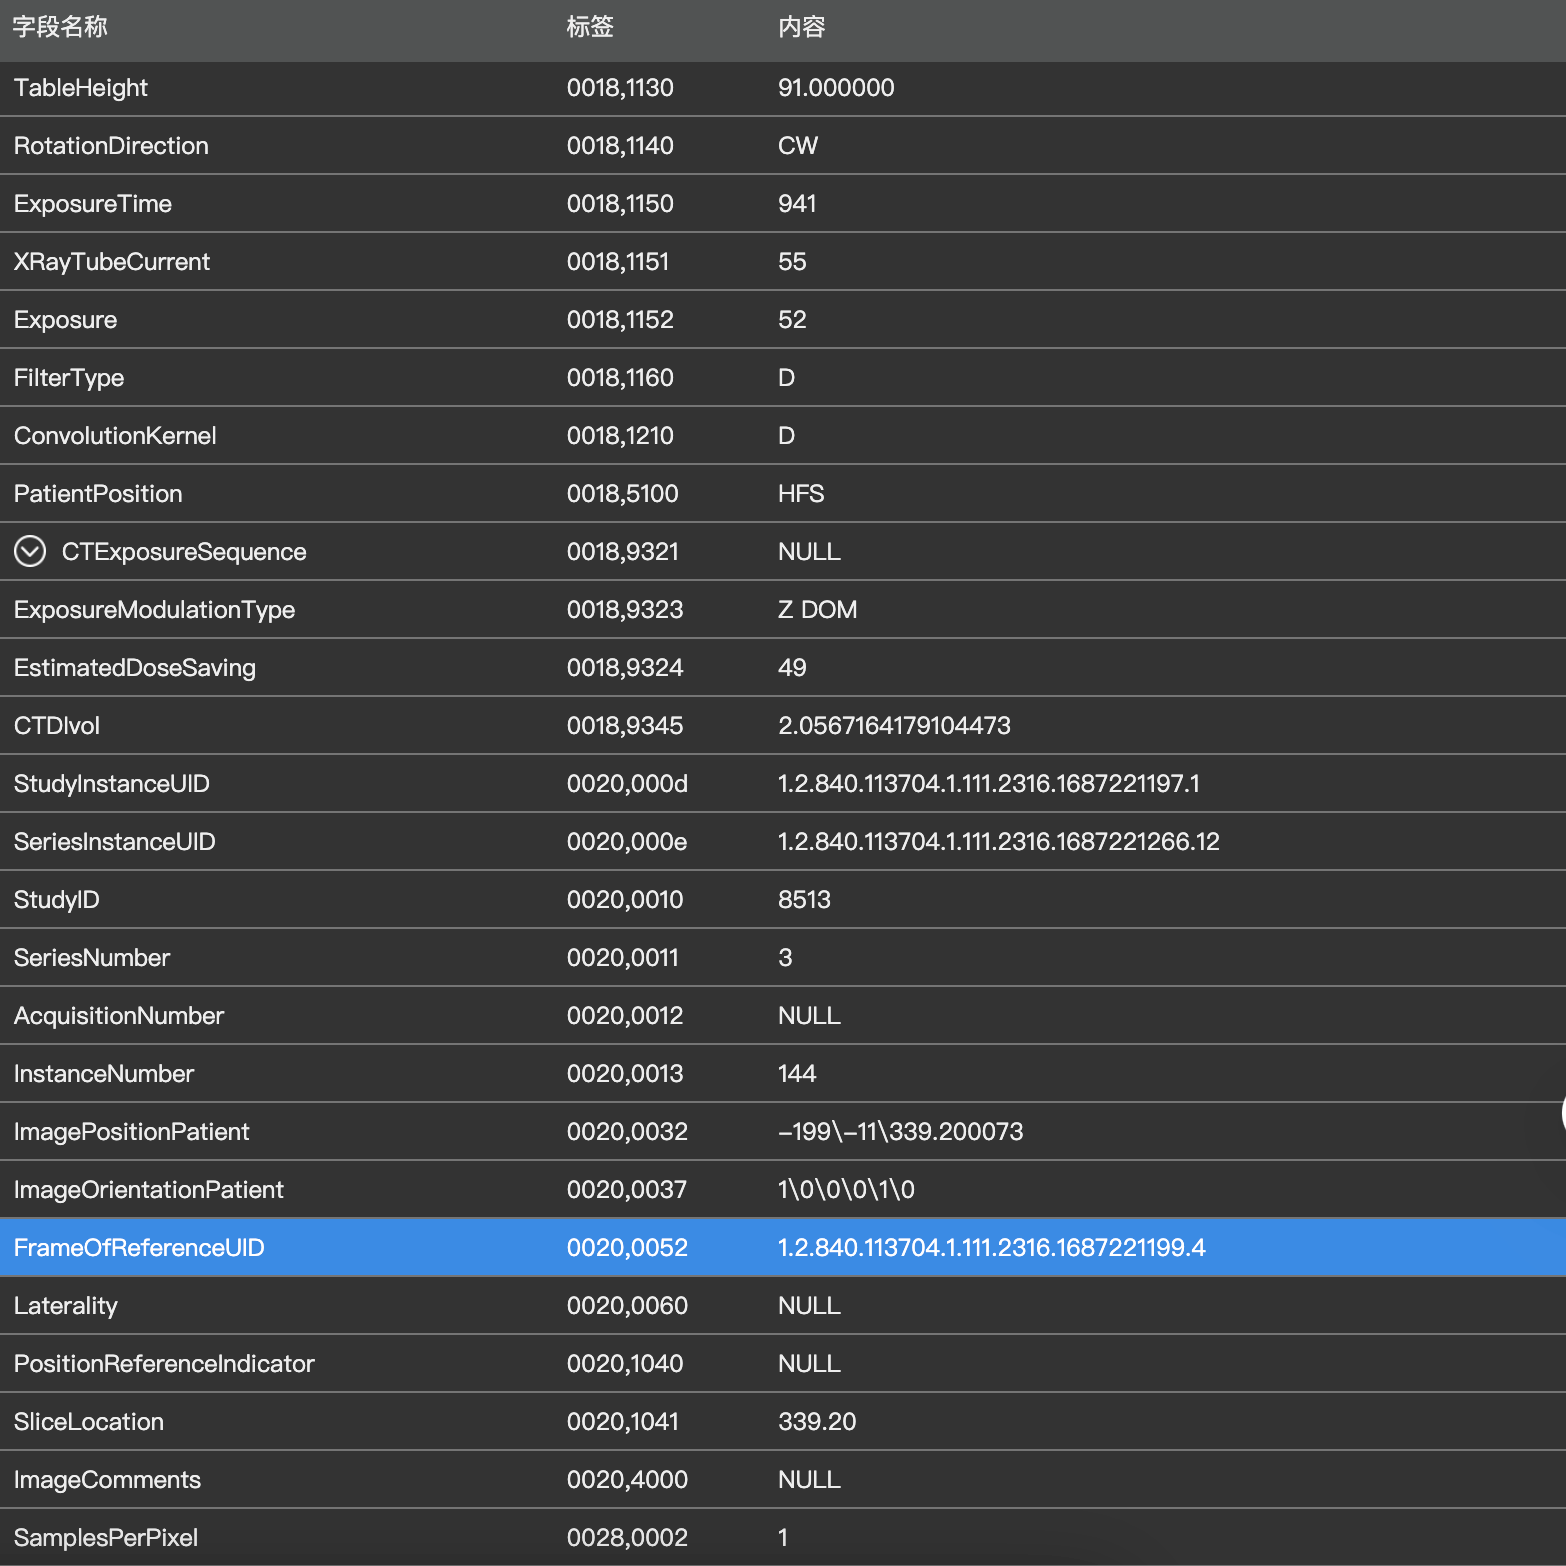 字段名称 标签 内容
TableHeight 0018,1130 91.000000
RotationDirection 0018,1140 CW
ExposureTime 0018,1150 941
XRayTubeCurrent 0018,1151 55
Exposure 0018,1152 52
FilterType 0018,1160 D
ConvolutionKernel 0018,1210 D
PatientPosition 0018,5100 HFS
CTExposureSequence 0018,9321 NULL
ExposureModulationType 0018,9323 Z DOM
EstimatedDoseSaving 0018,9324 49
CTDIvol 0018,9345 2.0567164179104473
StudyInstanceUID 0020,000d 1.2.840.113704.1.111.2316.1687221197.1
SeriesInstanceUID 0020,000e 1.2.840.113704.1.111.2316.1687221266.12
StudyID 0020,0010 8513
SeriesNumber 0020,0011 3
AcquisitionNumber 0020,0012 NULL
InstanceNumber 0020,0013 144
ImagePositionPatient 0020,0032 -199\-11\339.200073
ImageOrientationPatient 0020,0037 1\0\0\0\1\0
FrameOfReferenceUID 0020,0052 1.2.840.113704.1.111.2316.1687221199.4
Laterality 0020,0060 NULL
PositionReferenceIndicator 0020,1040 NULL
SliceLocation 0020,1041 339.20
ImageComments 0020,4000 NULL
SamplesPerPixel 0028,0002 1